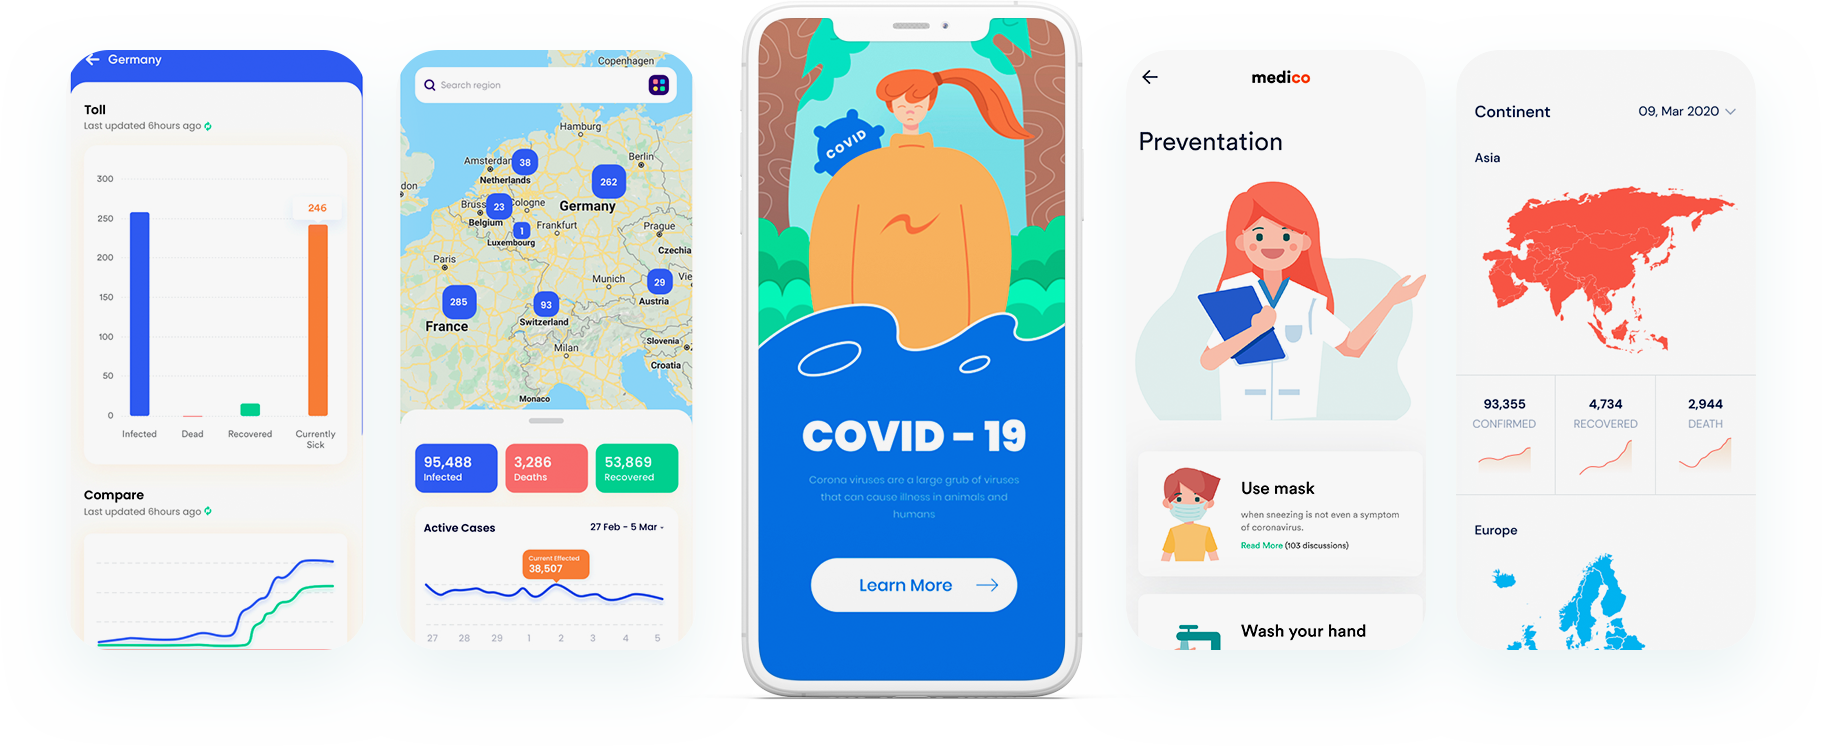 Germany
Toll
Last updated 6hours ago
300
250
200
150
100
50
0
246
Infected
Dead
Recovered
Currently
Sick
Compare
Last updated 6hours ago
Copenhagen
Search region
Hamburg
Amsterdam
38
Berlin
Netherlands
262
don
Bruss
23
Cologne
Germany
Belgium
1
Frankfurt
Prague
Luxembourg
Czechia
Paris
Munich
Vie
29
Austria
285
93
France
Switzerland
Milan
Slovenia
Croatia
Monaco
95,488
Infected
3,286
Deaths
53,869
Recovered
Active Cases
27 Feb - 5 Mar
Current Effected
38,507
27 28 29 1 2 3 4 5
COVID
COVID - 19
Corona viruses are a large grub of viruses
that can cause illness in animals and
humans
Learn More
medico
Preventation
Use mask
when sneezing is not even a symptom
of coronavirus.
Read More (103 discussions)
Wash your hand
Continent
09, Mar 2020
Asia
93,355
CONFIRMED
4,734
RECOVERED
2,944
DEATH
Europe